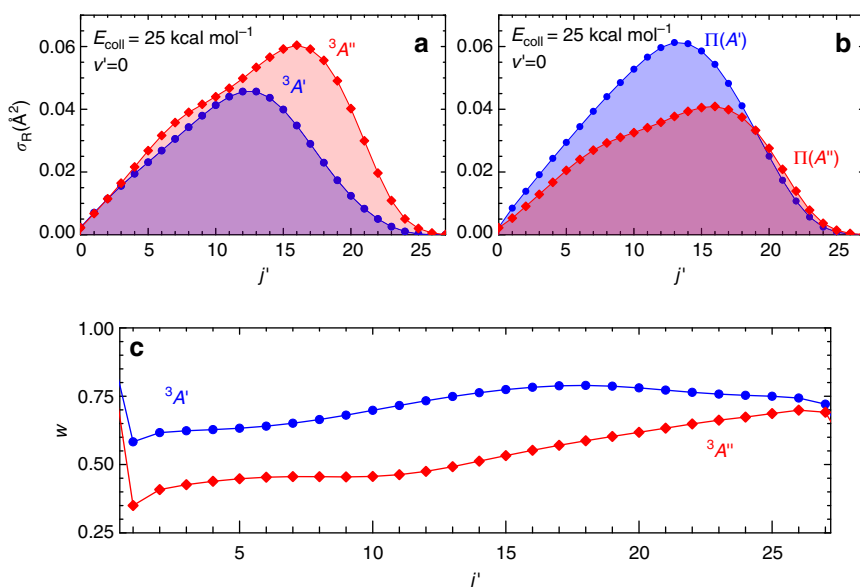 E_coll = 25 kcal mol⁻¹
v'=0
a
³A''
³A'
σ_R(Å²)
0.06
0.04
0.02
0.00
0 5 10 15 20 25
j'
E_coll = 25 kcal mol⁻¹
v'=0
b
Π(A')
Π(A'')
0 5 10 15 20 25
j'
c
³A'
³A''
w
1.00
0.75
0.50
0.25
5 10 15 20 25
j'